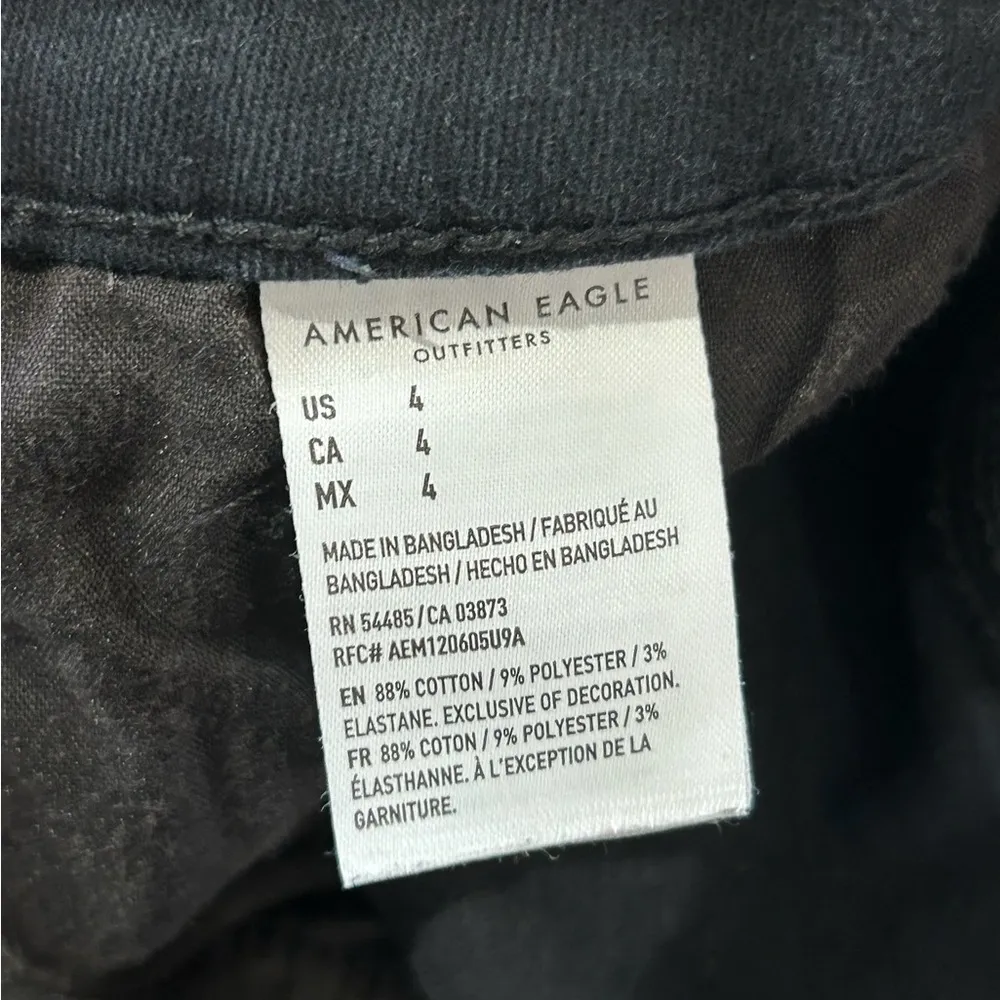 AMERICAN EAGLE
OUTFITTERS
US 4
CA 4
MX 4
MADE IN BANGLADESH / FABRIQUÉ AU
BANGLADESH / HECHO EN BANGLADESH
RN 54485 / CA 03873
RFC# AEM120605U9A
EN 88% COTTON / 9% POLYESTER / 3%
ELASTANE. EXCLUSIVE OF DECORATION.
FR 88% COTON / 9% POLYESTER / 3%
ÉLASTHANNE. À L'EXCEPTION DE LA
GARNITURE.